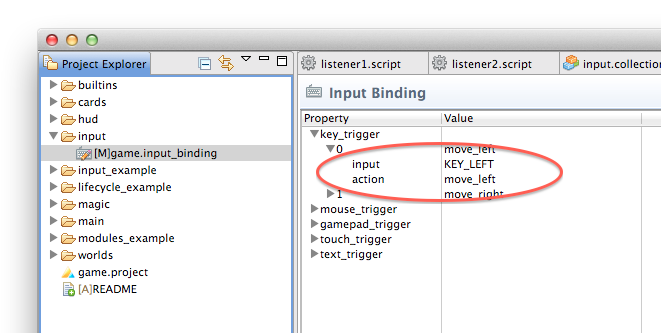 Project Explorer
builtins
cards
hud
input
[M]game.input_binding
input_example
lifecycle_example
magic
main
modules_example
worlds
game.project
[A]README
listener1.script
listener2.script
input.collection
Input Binding
Property Value
key_trigger
0 move_left
input KEY_LEFT
action move_left
1 move_right
mouse_trigger
gamepad_trigger
touch_trigger
text_trigger